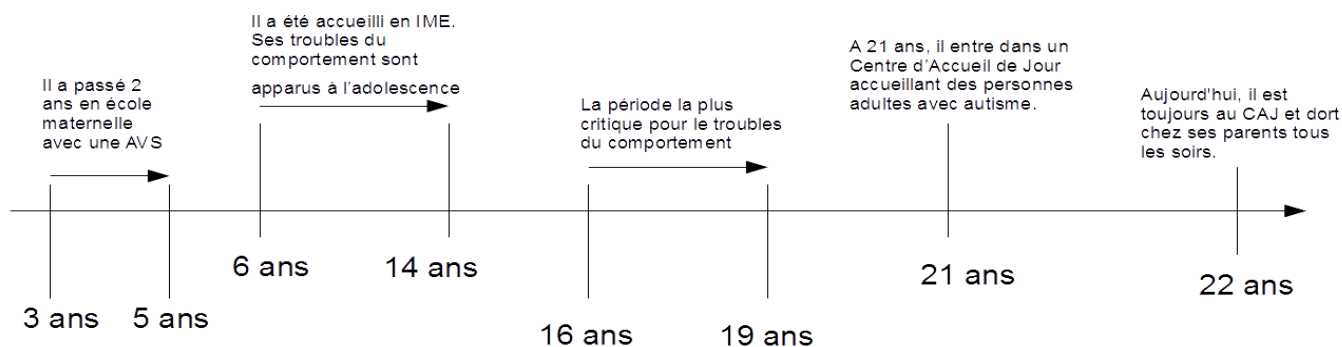 Il a passé 2
ans en école
maternelle
avec une AVS
Il a été accueilli en IME.
Ses troubles du
comportement sont
apparus à l'adolescence
La période la plus
critique pour le troubles
du comportement
A 21 ans, il entre dans un
Centre d'Accueil de Jour
accueillant des personnes
adultes avec autisme.
Aujourd'hui, il est
toujours au CAJ et dort
chez ses parents tous
les soirs.
3 ans
5 ans
6 ans
14 ans
16 ans
19 ans
21 ans
22 ans